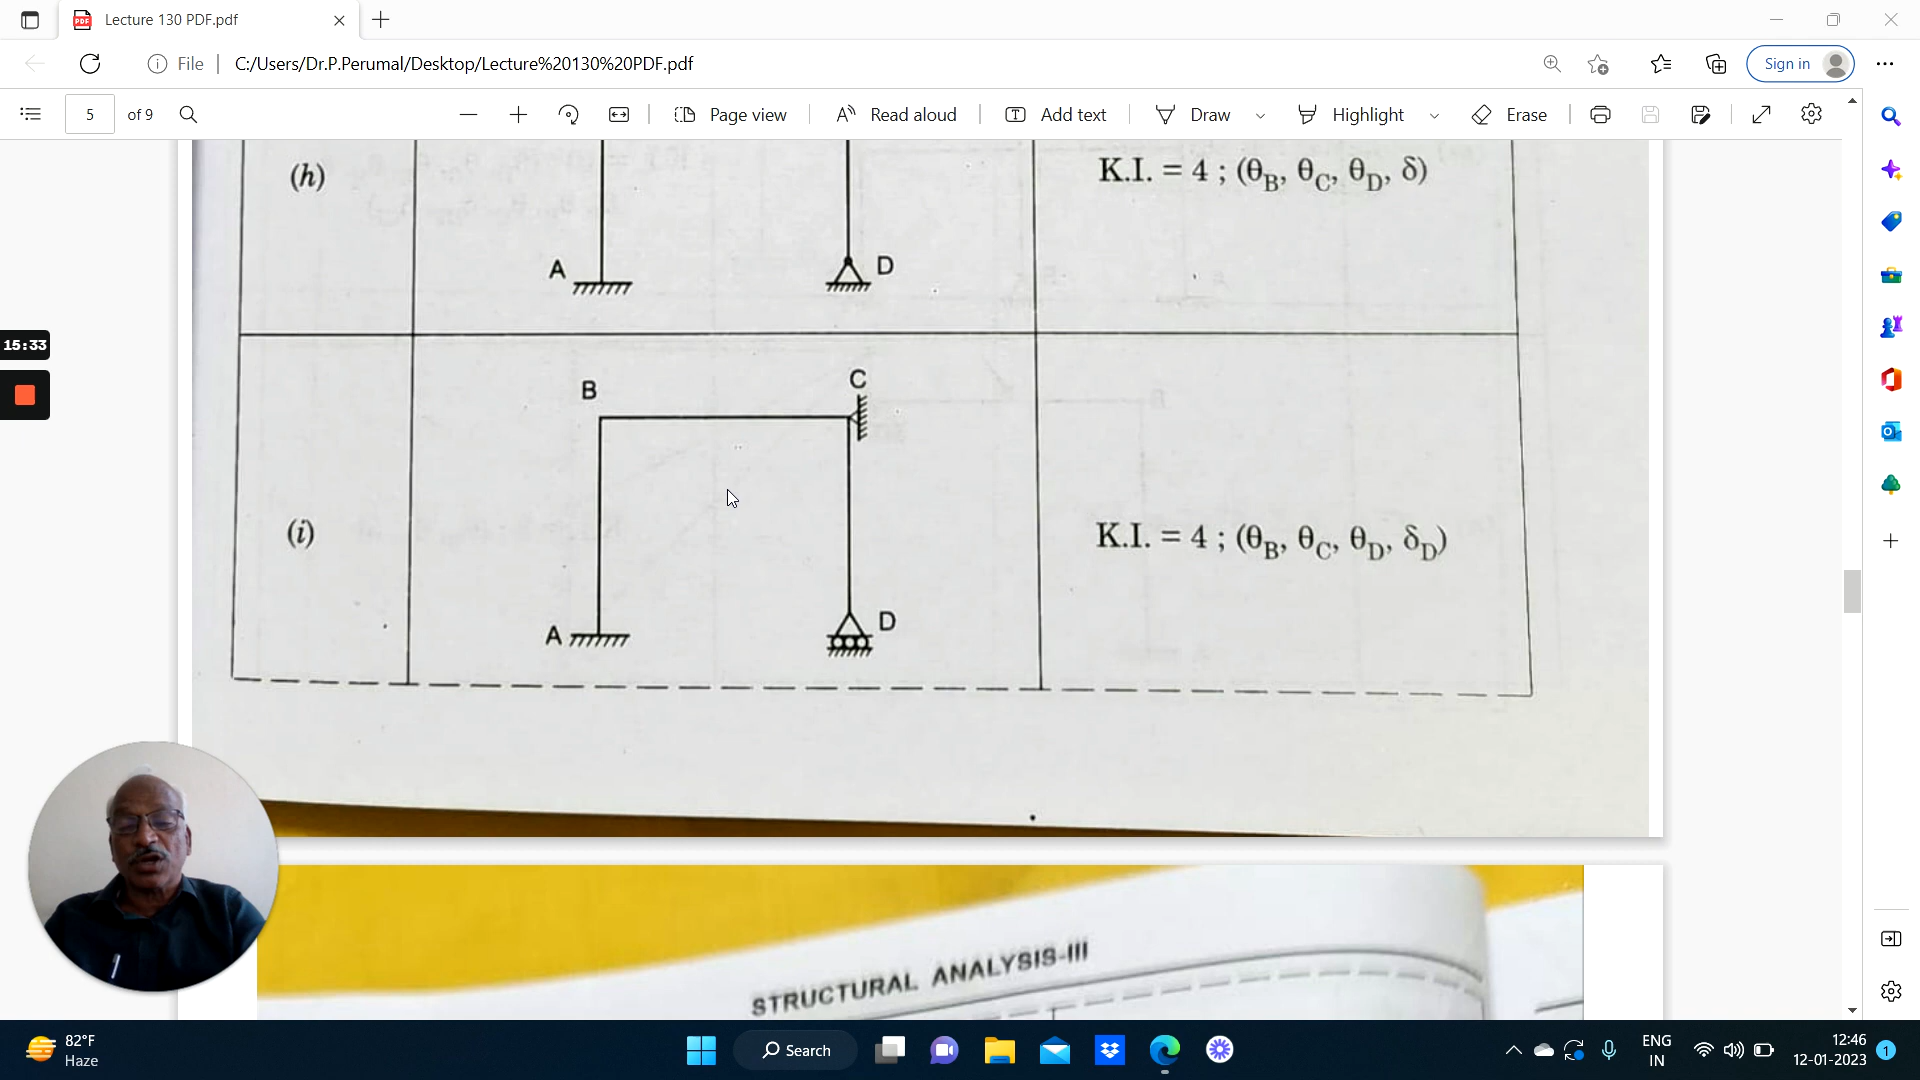 Lecture 130 PDF.pdf
File
C:/Users/Dr.P.Perumal/Desktop/Lecture%20130%20PDF.pdf
Sign in
5 of 9
Page view
Read aloud
Add text
Draw
Highlight
Erase
(h)
K.I. = 4 ; (θB, θC, θD, δ)
A
D
15:33
B
C
(i)
K.I. = 4 ; (θB, θC, θD, δD)
A
D
STRUCTURAL ANALYSIS-III
82°F
Haze
Search
ENG
IN
12:46
12-01-2023
1